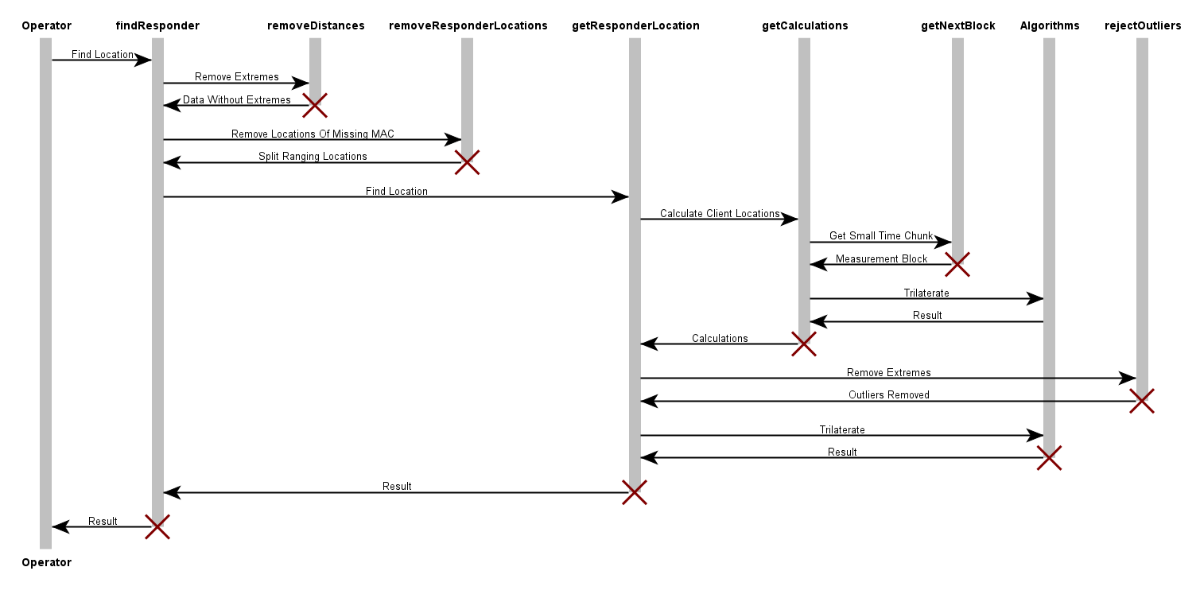 Operator findResponder removeDistances removeResponderLocations getResponderLocation getCalculations getNextBlock Algorithms rejectOutliers
Find Location
Remove Extremes
Data Without Extremes
Remove Locations Of Missing MAC
Split Ranging Locations
Find Location
Calculate Client Locations
Get Small Time Chunk
Measurement Block
Trilaterate
Result
Calculations
Remove Extremes
Outliers Removed
Trilaterate
Result
Result
Result
Operator